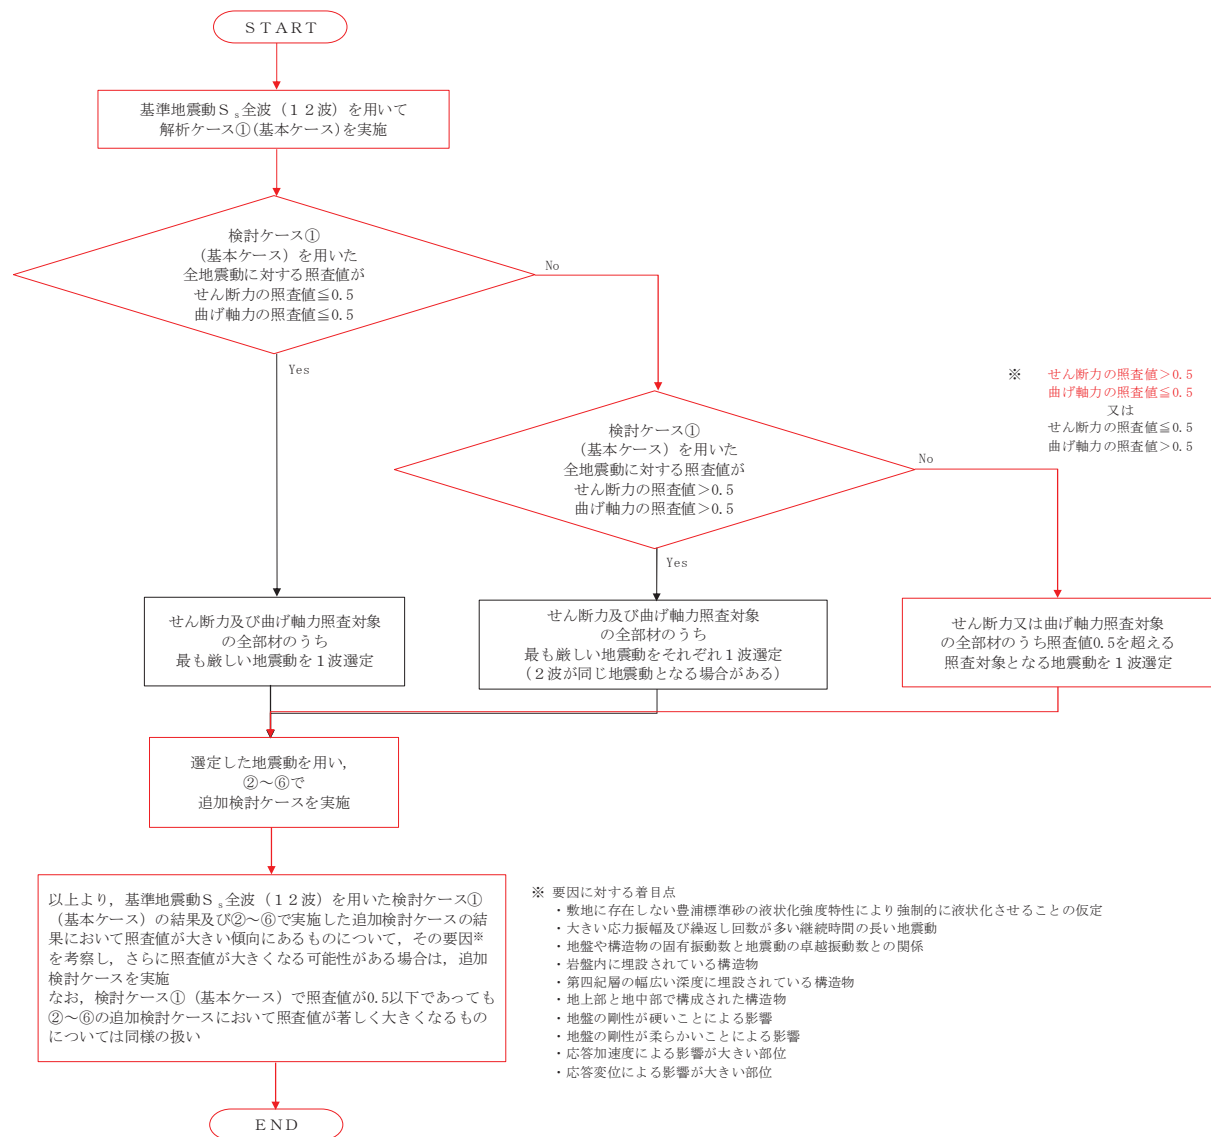 ＳＴＡＲＴ
基準地震動Ｓｓ全波（１２波）を用いて
解析ケース①(基本ケース)を実施
検討ケース①
（基本ケース）を用いた
全地震動に対する照査値が
せん断力の照査値≦0.5
曲げ軸力の照査値≦0.5
No
Yes
※ せん断力の照査値＞0.5
曲げ軸力の照査値≦0.5
又は
せん断力の照査値≦0.5
曲げ軸力の照査値＞0.5
検討ケース①
（基本ケース）を用いた
全地震動に対する照査値が
せん断力の照査値＞0.5
曲げ軸力の照査値＞0.5
No
Yes
せん断力及び曲げ軸力照査対象
の全部材のうち
最も厳しい地震動を１波選定
せん断力及び曲げ軸力照査対象
の全部材のうち
最も厳しい地震動をそれぞれ１波選定
（２波が同じ地震動となる場合がある）
せん断力又は曲げ軸力照査対象
の全部材のうち照査値0.5を超える
照査対象となる地震動を１波選定
選定した地震動を用い，
②～⑥で
追加検討ケースを実施
以上より，基準地震動Ｓｓ全波（１２波）を用いた検討ケース①
（基本ケース）の結果及び②～⑥で実施した追加検討ケースの結
果において照査値が大きい傾向にあるものについて，その要因※
を考察し，さらに照査値が大きくなる可能性がある場合は，追加
検討ケースを実施
なお，検討ケース①（基本ケース）で照査値が0.5以下であっても
②～⑥の追加検討ケースにおいて照査値が著しく大きくなるもの
については同様の扱い
※ 要因に対する着目点
・敷地に存在しない豊浦標準砂の液状化強度特性により強制的に液状化させることの仮定
・大きい応力振幅及び繰返し回数が多い継続時間の長い地震動
・地盤や構造物の固有振動数と地震動の卓越振動数との関係
・岩盤内に埋設されている構造物
・第四紀層の幅広い深度に埋設されている構造物
・地上部と地中部で構成された構造物
・地盤の剛性が硬いことによる影響
・地盤の剛性が柔らかいことによる影響
・応答加速度による影響が大きい部位
・応答変位による影響が大きい部位
ＥＮＤ